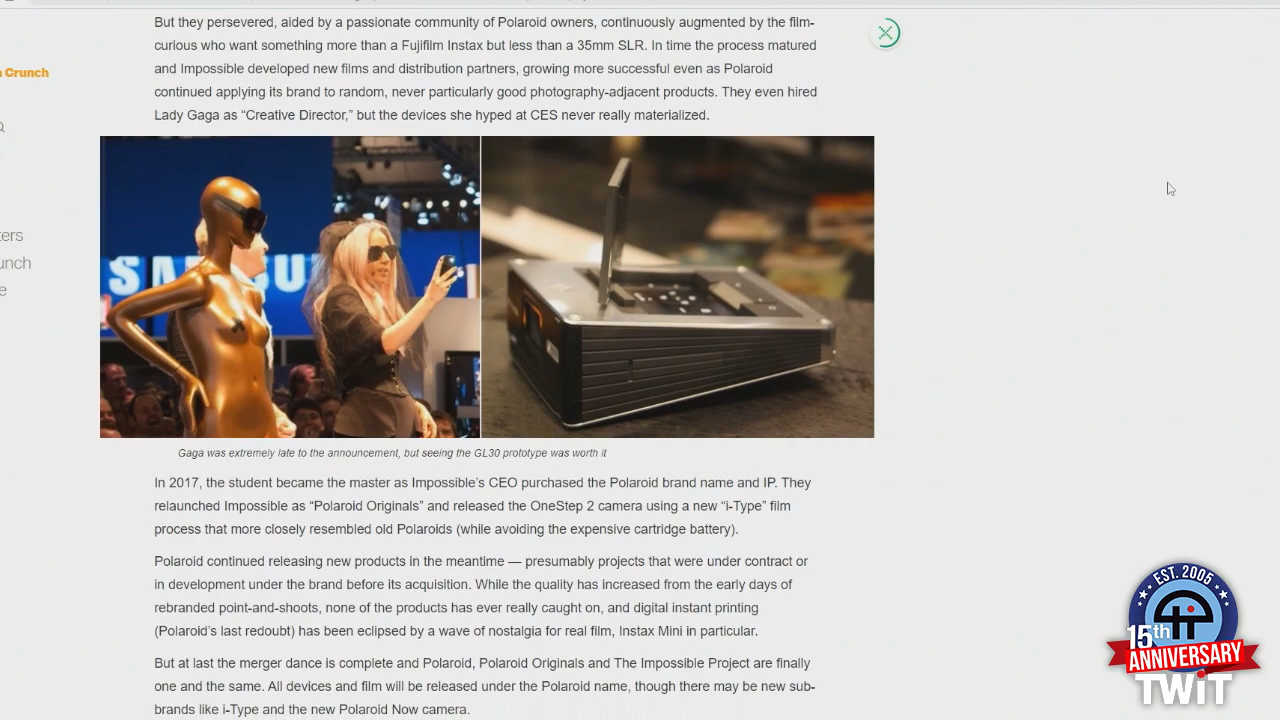 But they persevered, aided by a passionate community of Polaroid owners, continuously augmented by the film-
curious who want something more than a Fujifilm Instax but less than a 35mm SLR. In time the process matured
and Impossible developed new films and distribution partners, growing more successful even as Polaroid
continued applying its brand to random, never particularly good photography-adjacent products. They even hired
Lady Gaga as “Creative Director,” but the devices she hyped at CES never really materialized.
Crunch
ters
unch
e
SAMSU
Gaga was extremely late to the announcement, but seeing the GL30 prototype was worth it
In 2017, the student became the master as Impossible’s CEO purchased the Polaroid brand name and IP. They
relaunched Impossible as “Polaroid Originals” and released the OneStep 2 camera using a new “i-Type” film
process that more closely resembled old Polaroids (while avoiding the expensive cartridge battery).
Polaroid continued releasing new products in the meantime — presumably projects that were under contract or
in development under the brand before its acquisition. While the quality has increased from the early days of
rebranded point-and-shoots, none of the products has ever really caught on, and digital instant printing
(Polaroid’s last redoubt) has been eclipsed by a wave of nostalgia for real film, Instax Mini in particular.
But at last the merger dance is complete and Polaroid, Polaroid Originals and The Impossible Project are finally
one and the same. All devices and film will be released under the Polaroid name, though there may be new sub-
brands like i-Type and the new Polaroid Now camera.
EST. 2005
15th
ANNIVERSARY
TWiT